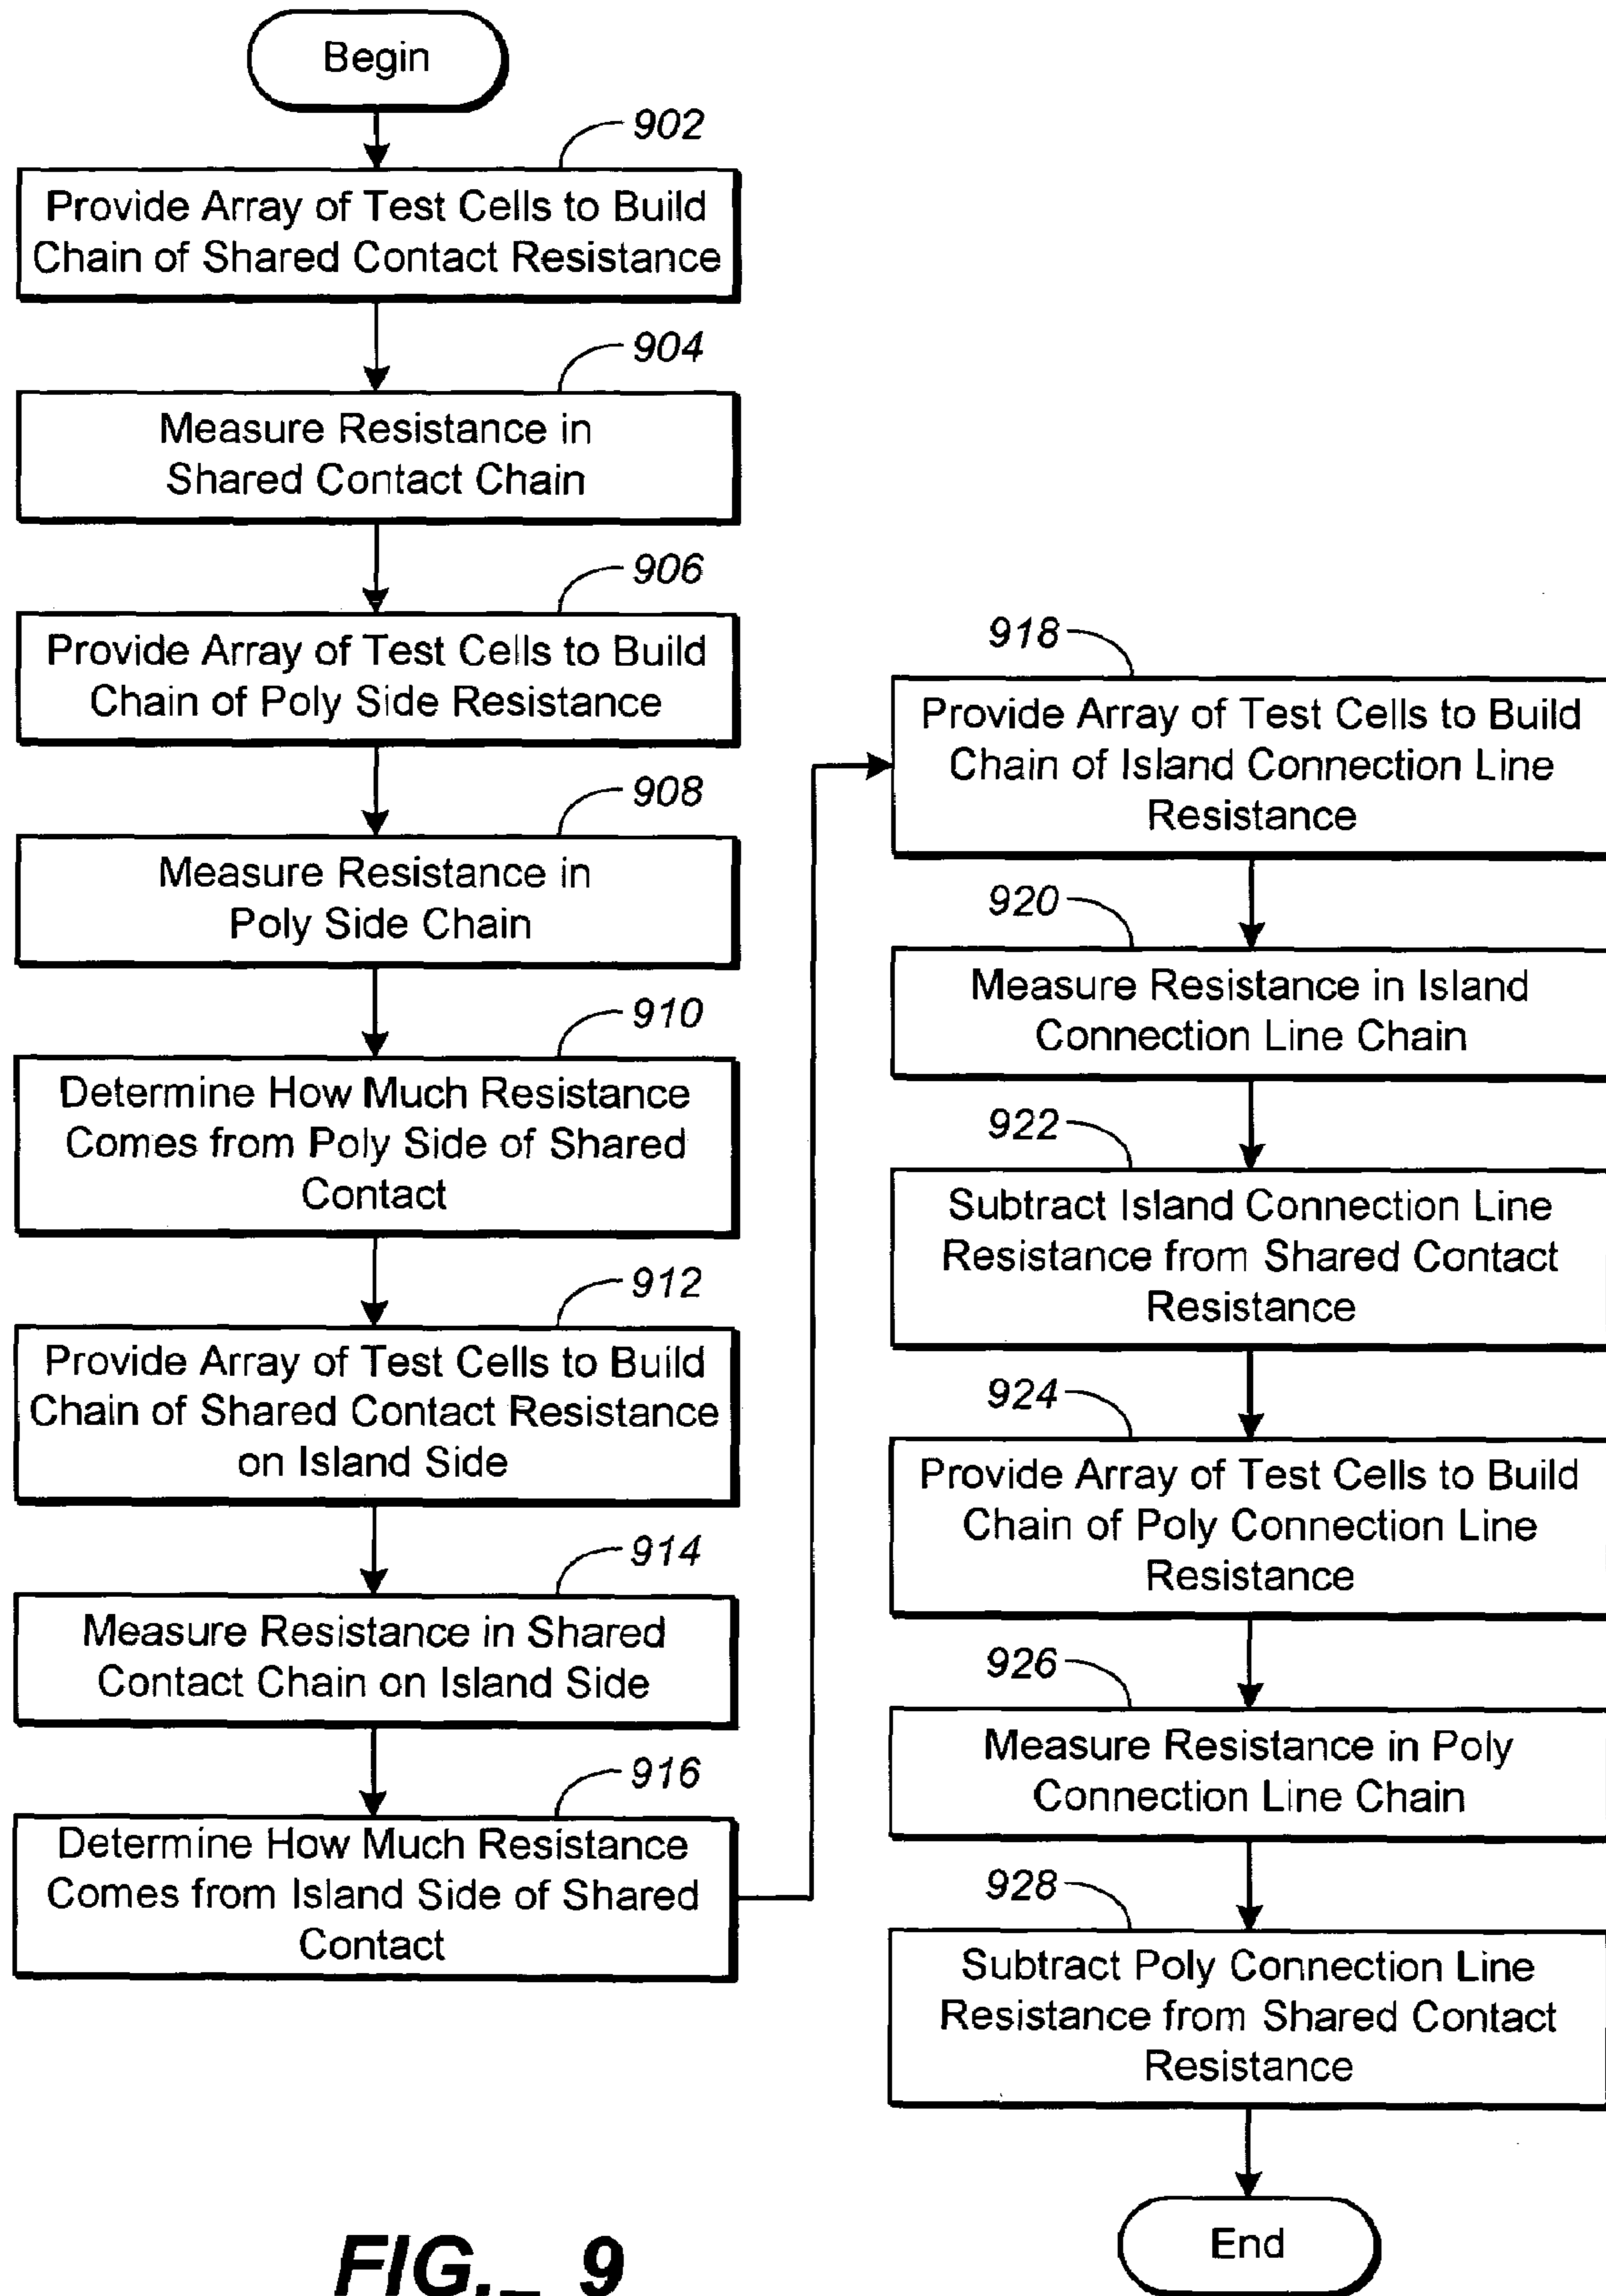 Begin
902
Provide Array of Test Cells to Build
Chain of Shared Contact Resistance
904
Measure Resistance in
Shared Contact Chain
906
Provide Array of Test Cells to Build
Chain of Poly Side Resistance
908
Measure Resistance in
Poly Side Chain
910
Determine How Much Resistance
Comes from Poly Side of Shared
Contact
912
Provide Array of Test Cells to Build
Chain of Shared Contact Resistance
on Island Side
914
Measure Resistance in Shared
Contact Chain on Island Side
916
Determine How Much Resistance
Comes from Island Side of Shared
Contact
918
Provide Array of Test Cells to Build
Chain of Island Connection Line
Resistance
920
Measure Resistance in Island
Connection Line Chain
922
Subtract Island Connection Line
Resistance from Shared Contact
Resistance
924
Provide Array of Test Cells to Build
Chain of Poly Connection Line
Resistance
926
Measure Resistance in Poly
Connection Line Chain
928
Subtract Poly Connection Line
Resistance from Shared Contact
Resistance
End
FIG._ 9